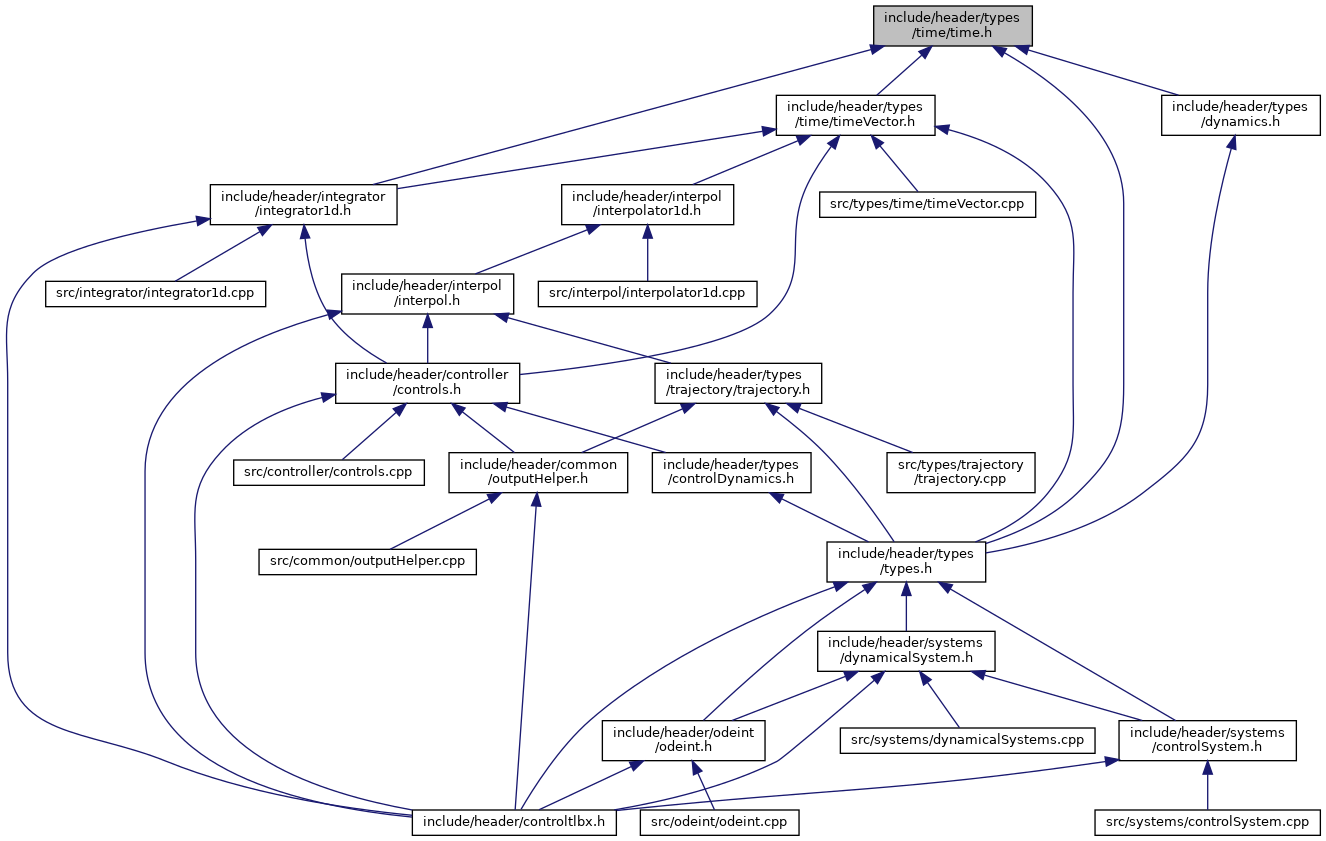 include/header/types
/time/time.h
include/header/types
/time/timeVector.h
include/header/types
/dynamics.h
include/header/integrator
/integrator1d.h
include/header/interpol
/interpolator1d.h
src/types/time/timeVector.cpp
src/integrator/integrator1d.cpp
include/header/interpol
/interpol.h
src/interpol/interpolator1d.cpp
include/header/controller
/controls.h
include/header/types
/trajectory/trajectory.h
src/controller/controls.cpp
include/header/common
/outputHelper.h
include/header/types
/controlDynamics.h
src/types/trajectory
/trajectory.cpp
src/common/outputHelper.cpp
include/header/types
/types.h
include/header/systems
/dynamicalSystem.h
include/header/odeint
/odeint.h
src/systems/dynamicalSystems.cpp
include/header/systems
/controlSystem.h
include/header/controltlbx.h
src/odeint/odeint.cpp
src/systems/controlSystem.cpp